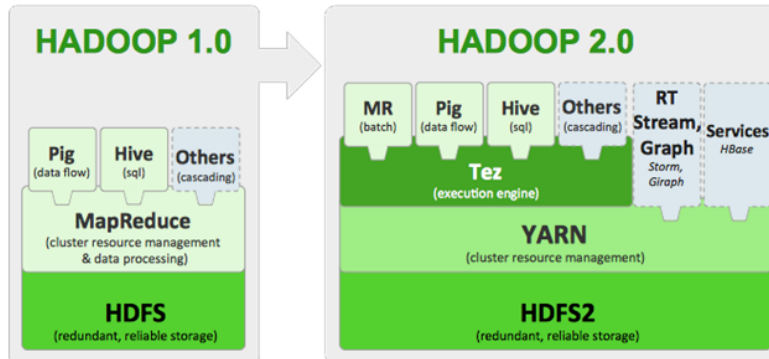 HADOOP 1.0
Pig
(data flow)
Hive
(sql)
Others
(cascading)
MapReduce
(cluster resource management
& data processing)
HDFS
(redundant, reliable storage)
HADOOP 2.0
MR
(batch)
Pig
(data flow)
Hive
(sql)
Others
(cascading)
RT
Stream,
Graph
Storm,
Giraph
Services
HBase
Tez
(execution engine)
YARN
(cluster resource management)
HDFS2
(redundant, reliable storage)